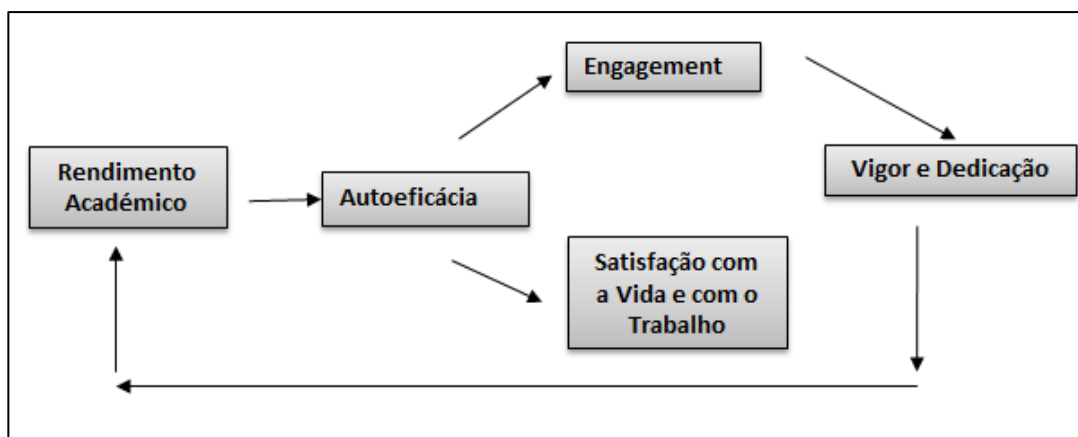 Engagement
Rendimento
Académico
Autoeficácia
Vigor e Dedicação
Satisfação com
a Vida e com o
Trabalho